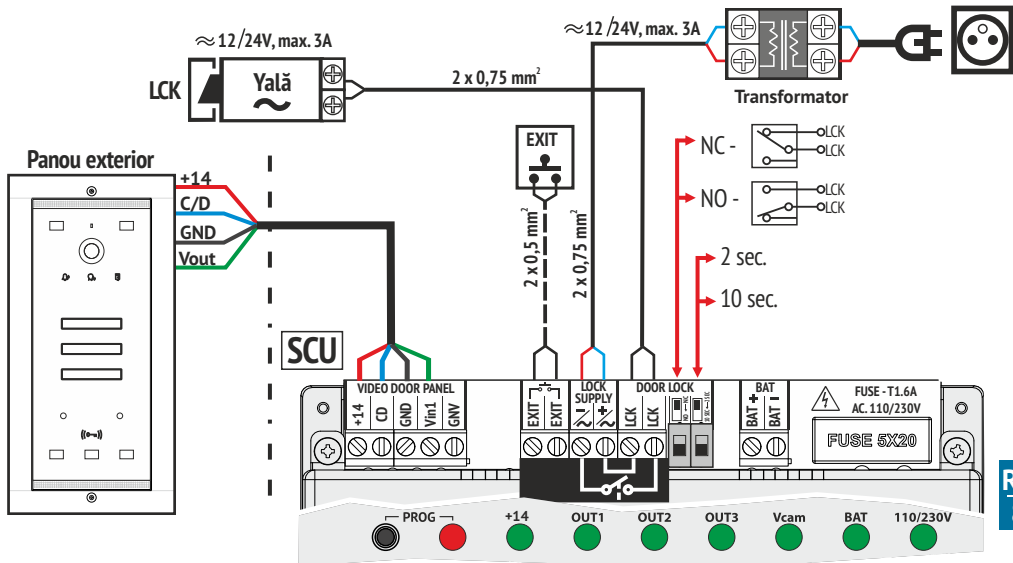 ≈ 12/24V, max. 3A
LCK
Yală
2 x 0,75 mm²
≈ 12/24V, max. 3A
Transformator
EXIT
NC -
LCK
LCK
NO -
LCK
LCK
2 x 0,5 mm²
2 x 0,75 mm²
2 sec.
10 sec.
Panou exterior
+14
C/D
GND
Vout
SCU
VIDEO DOOR PANEL
+14
CD
GND
Vin1
GNV
EXIT
EXIT
LOCK SUPPLY
DOOR LOCK
LCK
LCK
BAT
BAT +
BAT -
FUSE - T1.6A
AC. 110/230V
FUSE 5X20
PROG
+14
OUT1
OUT2
OUT3
Vcam
BAT
110/230V
R